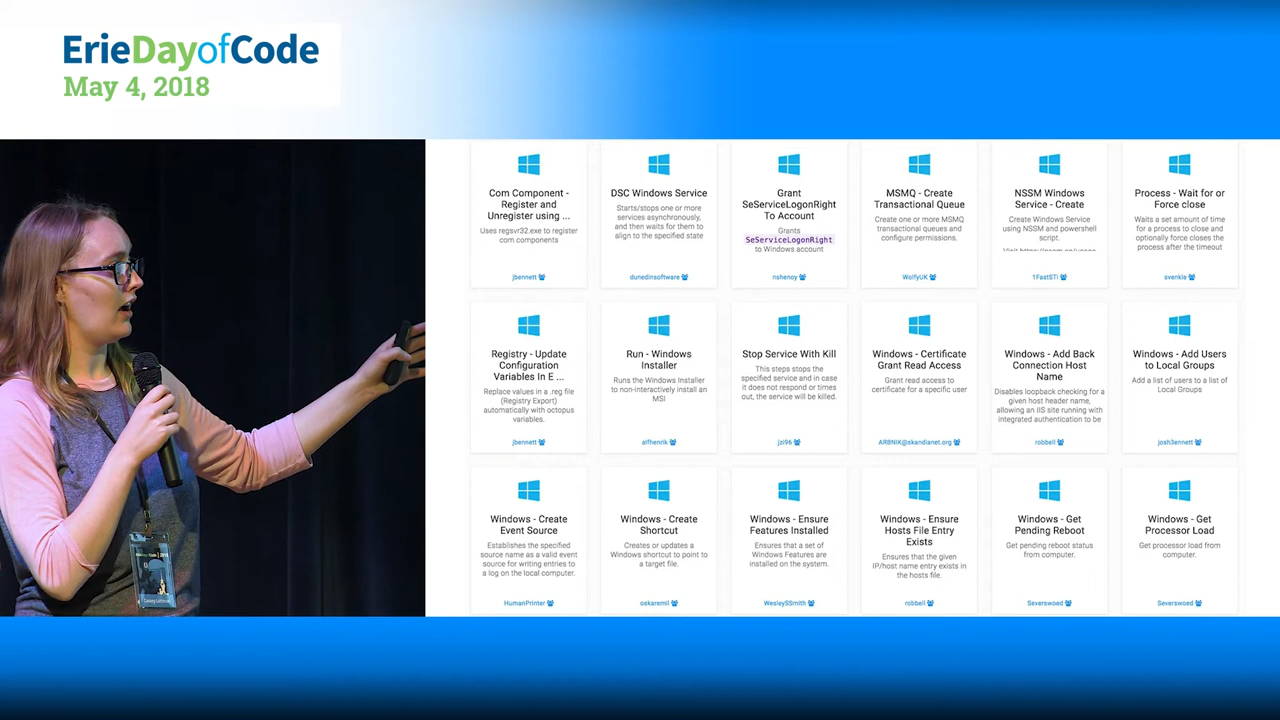 ErieDayofCode
May 4, 2018
Com Component -
Register and
Unregister using ...
Uses regsvr32.exe to register
com components
jbennett
DSC Windows Service
Starts/stops one or more
services asynchronously,
and then waits for them to
align to the specified state
dunedinsoftware
Grant
SeServiceLogonRight
To Account
Grants
SeServiceLogonRight
to Windows account
nshenoy
MSMQ - Create
Transactional Queue
Create one or more MSMQ
transactional queues and
configure permissions.
WolfyUK
NSSM Windows
Service - Create
Create Windows Service
using NSSM and powershell
script.
1FastSTi
Process - Wait for or
Force close
Waits a set amount of time
for a process to close and
optionally force closes the
process after the timeout
svenkle
Registry - Update
Configuration
Variables In E ...
Replace values in a .reg file
(Registry Export)
automatically with octopus
variables.
jbennett
Run - Windows
Installer
Runs the Windows Installer
to non-interactively install an
MSI
alfhenrik
Stop Service With Kill
This steps stops the
specified service and in case
it does not respond or times
out, the service will be killed.
jzi96
Windows - Certificate
Grant Read Access
Grant read access to
certificate for a specific user
ARBNIK@skandianet.org
Windows - Add Back
Connection Host
Name
Disables loopback checking for a
given host header name,
allowing an IIS site running with
integrated authentication to be
robbell
Windows - Add Users
to Local Groups
Add a list of users to a list of
Local Groups
josh3ennett
Windows - Create
Event Source
Establishes the specified
source name as a valid event
source for writing entries to
a log on the local computer.
HumanPrinter
Windows - Create
Shortcut
Creates or updates a
Windows shortcut to point to
a target file.
oskaremil
Windows - Ensure
Features Installed
Ensures that a set of
Windows Features are
installed on the system.
WesleySSmith
Windows - Ensure
Hosts File Entry
Exists
Ensures that the given
IP/host name entry exists in
the hosts file.
robbell
Windows - Get
Pending Reboot
Get pending reboot status
from computer.
Severswoed
Windows - Get
Processor Load
Get processor load from
computer.
Severswoed